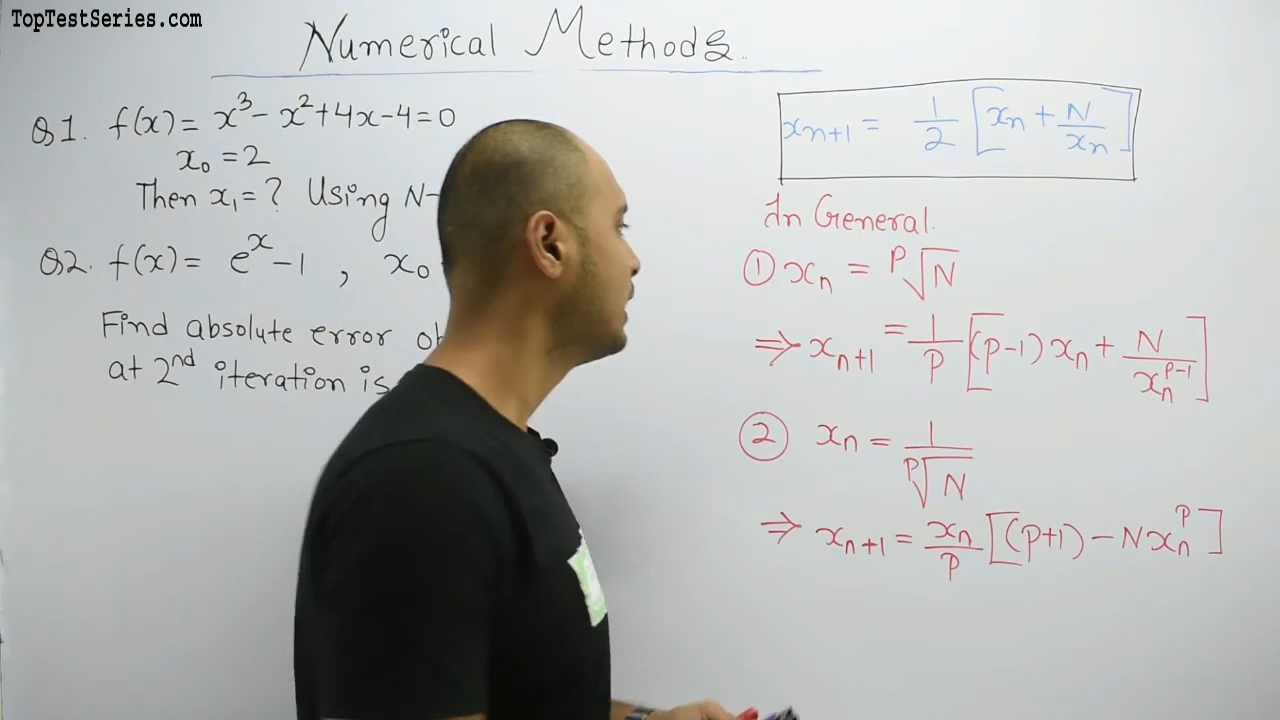 TopTestSeries.com
Numerical Methods
Q1. f(x) = x³ - x² + 4x - 4 = 0
x₀ = 2
Then x₁ = ? Using N-
Q2. f(x) = eˣ - 1 , x₀
Find absolute error
at 2nd iteration is
xₙ₊₁ = 1/2 [xₙ + N/xₙ]
In General.
① xₙ = ᵖ√N
⇒ xₙ₊₁ = 1/p [(p-1) xₙ + N/xₙᵖ⁻¹]
② xₙ = 1/ᵖ√N
⇒ xₙ₊₁ = xₙ/p [(p+1) - N xₙᵖ]